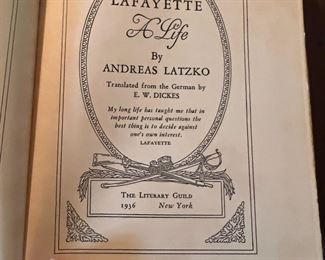 LAFAYETTE
A Life
By
ANDREAS LATZKO
Translated from the German by
E. W. DICKES
My long life has taught me that in
important personal questions the
best thing is to decide against
one's own interest.
LAFAYETTE
THE LITERARY GUILD
1936 New York